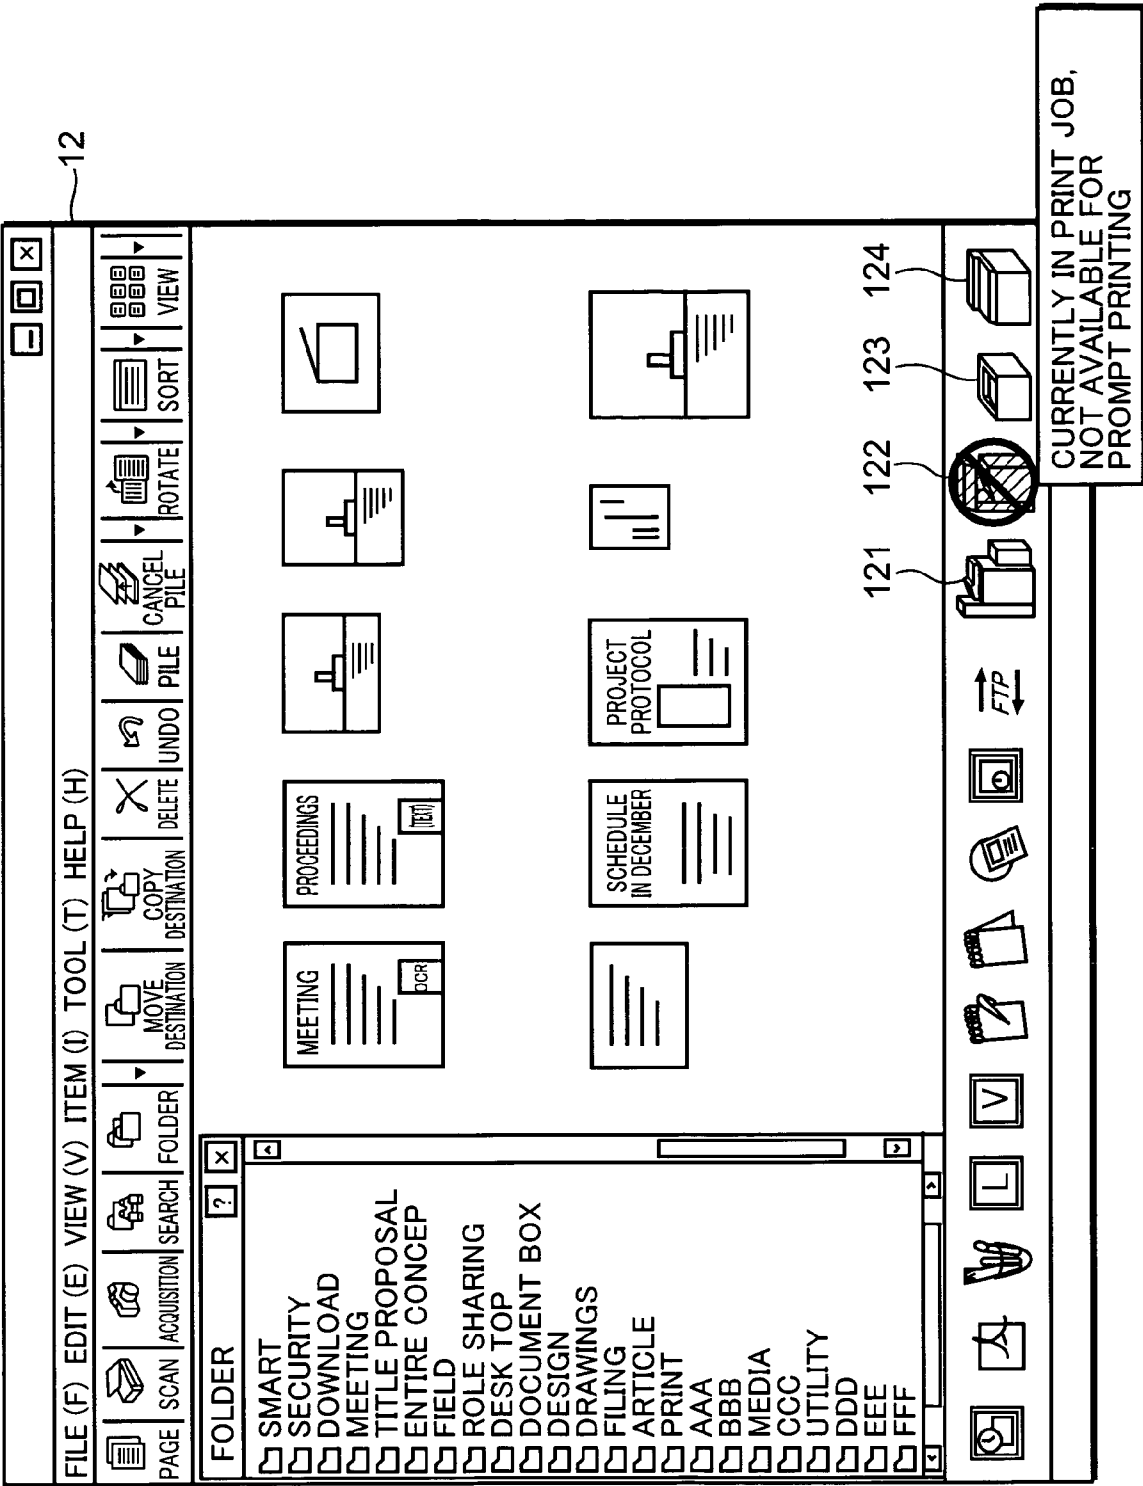 12
FILE (F) EDIT (E) VIEW (V) ITEM (I) TOOL (T) HELP (H)
PAGE
SCAN
ACQUISITION
SEARCH
FOLDER
MOVE
DESTINATION
COPY
DESTINATION
DELETE
UNDO
PILE
CANCEL
PILE
ROTATE
SORT
VIEW
FOLDER
?
SMART
SECURITY
DOWNLOAD
MEETING
TITLE PROPOSAL
ENTIRE CONCEP
FIELD
ROLE SHARING
DESK TOP
DOCUMENT BOX
DESIGN
DRAWINGS
FILING
ARTICLE
PRINT
AAA
BBB
MEDIA
CCC
UTILITY
DDD
EEE
FFF
MEETING
OCR
PROCEEDINGS
(TEXT)
SCHEDULE
IN DECEMBER
PROJECT
PROTOCOL
L
V
FTP
121
122
123
124
CURRENTLY IN PRINT JOB,
NOT AVAILABLE FOR
PROMPT PRINTING